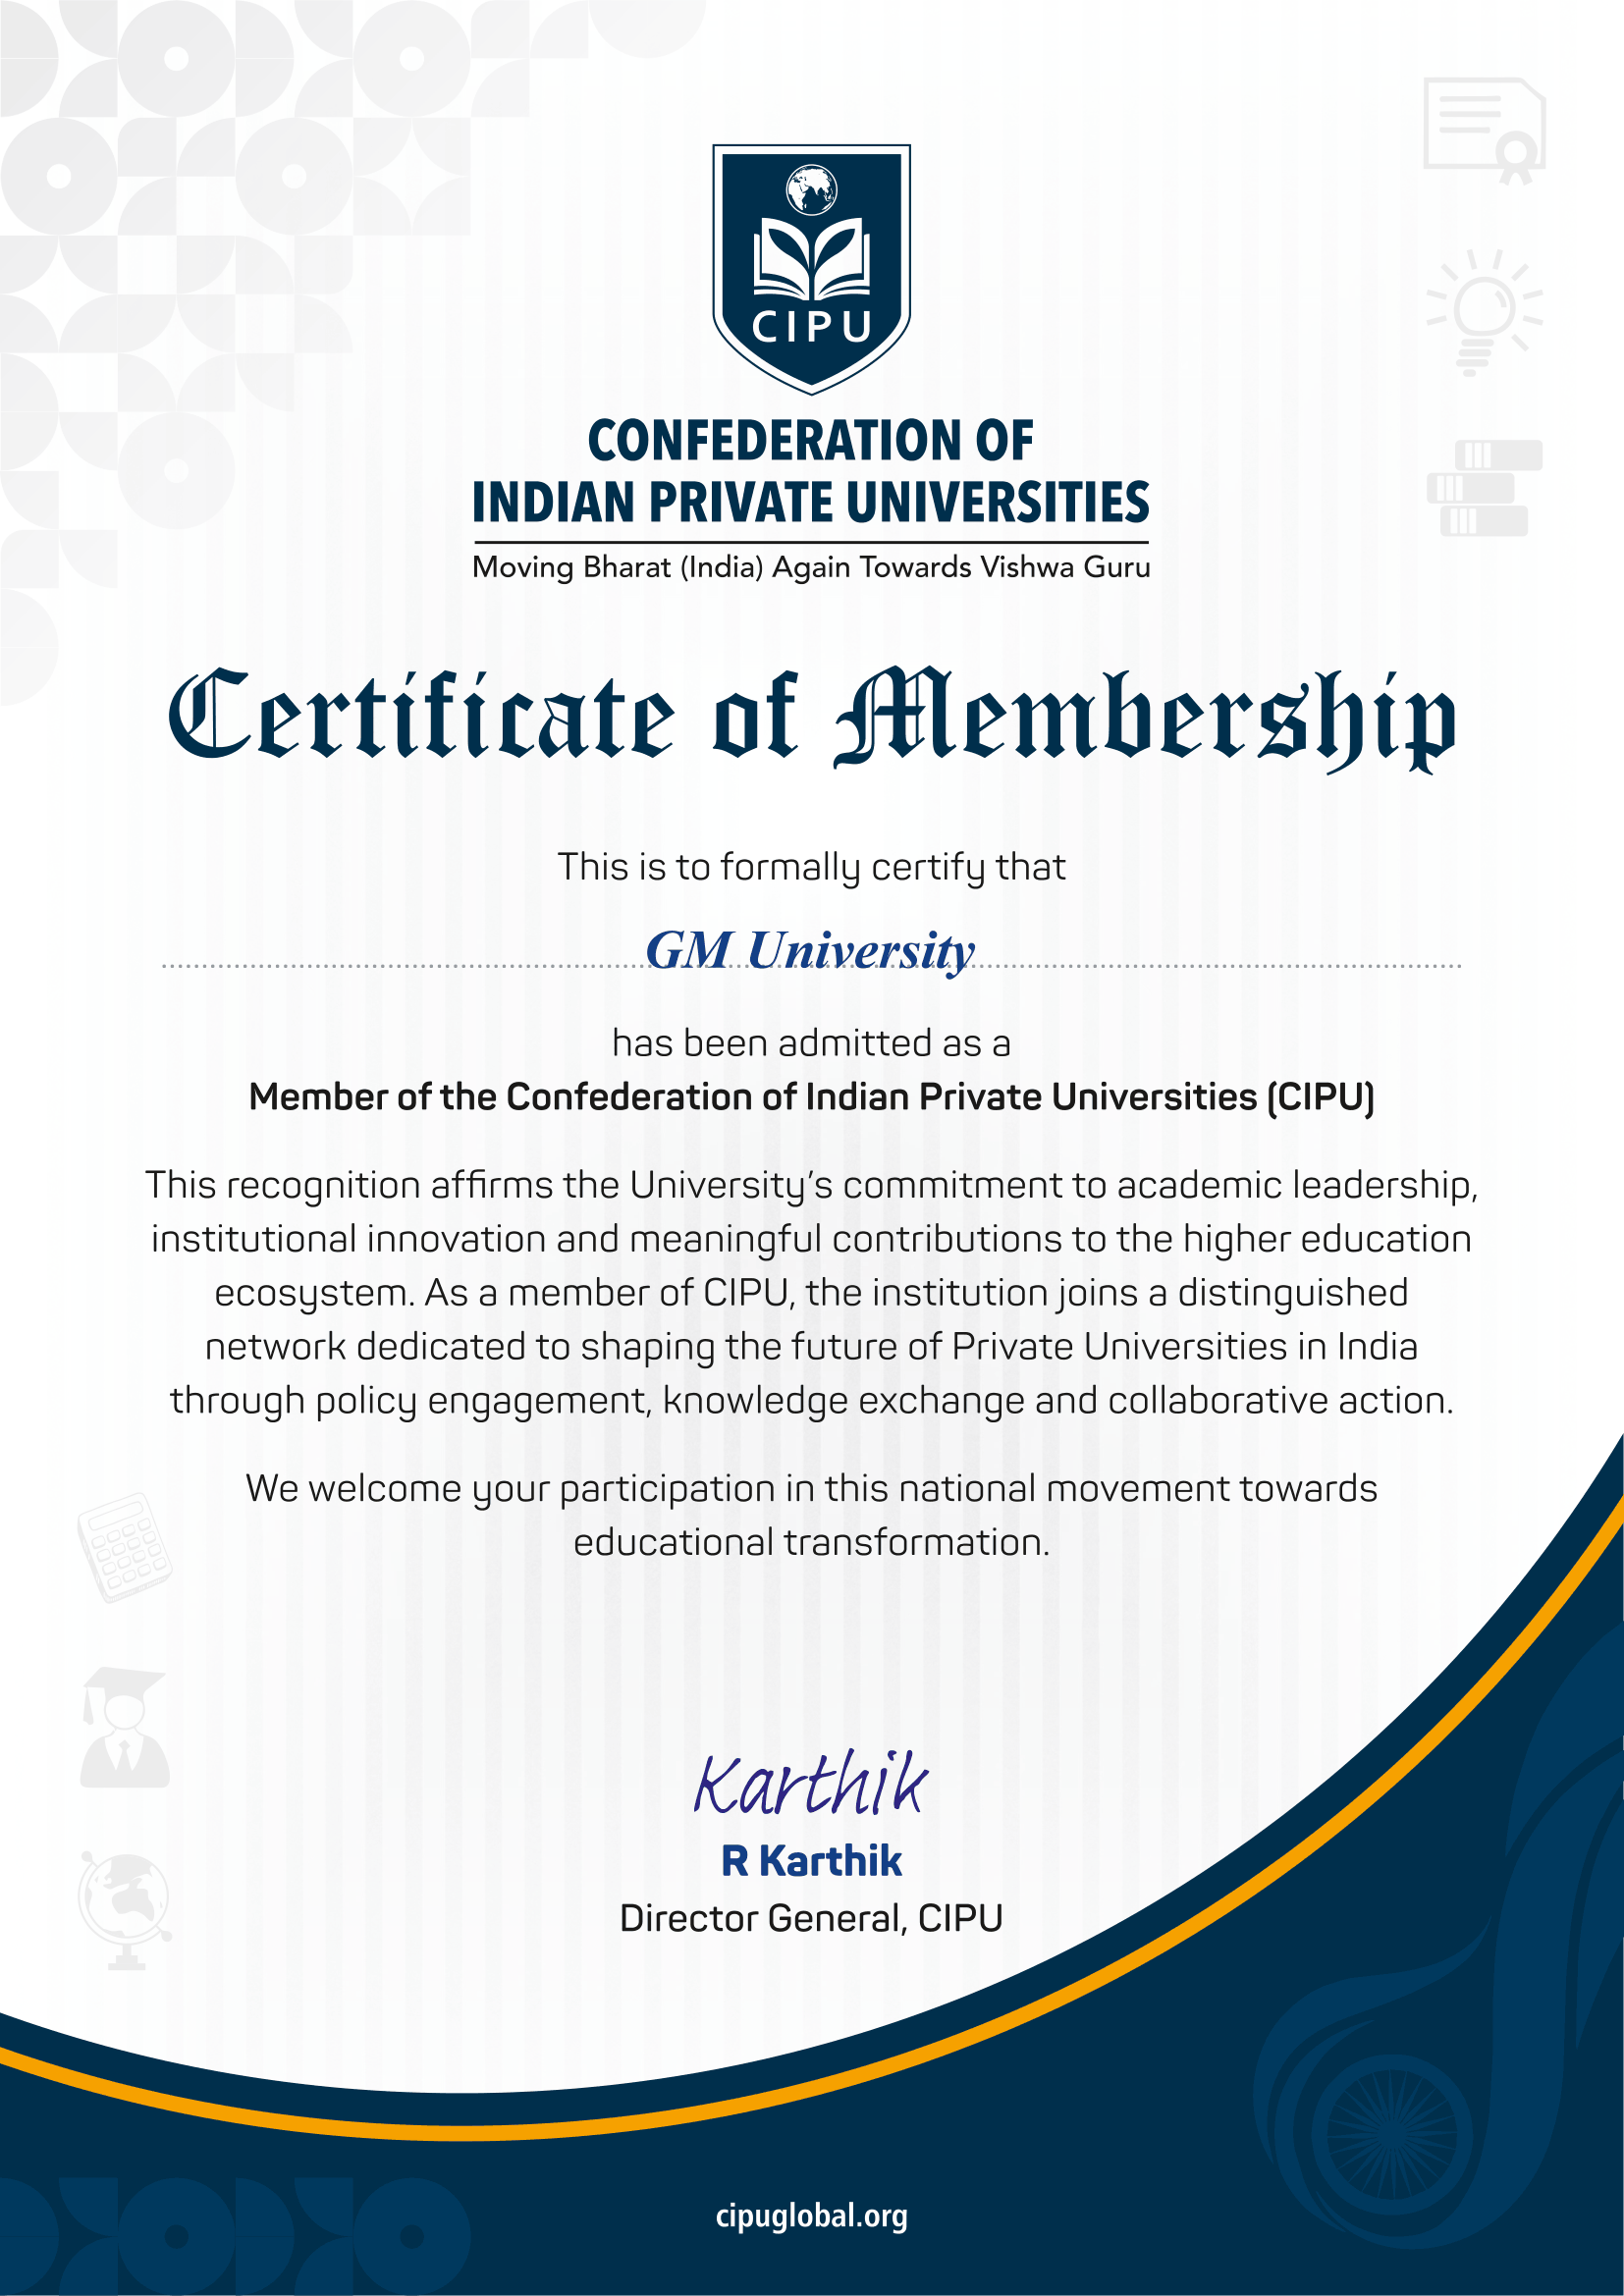 CIPU
CONFEDERATION OF
INDIAN PRIVATE UNIVERSITIES
Moving Bharat (India) Again Towards Vishwa Guru
Certificate of Membership
This is to formally certify that
GM University
has been admitted as a
Member of the Confederation of Indian Private Universities (CIPU)
This recognition affirms the University’s commitment to academic leadership,
institutional innovation and meaningful contributions to the higher education
ecosystem. As a member of CIPU, the institution joins a distinguished
network dedicated to shaping the future of Private Universities in India
through policy engagement, knowledge exchange and collaborative action.
We welcome your participation in this national movement towards
educational transformation.
Karthik
R Karthik
Director General, CIPU
cipuglobal.org